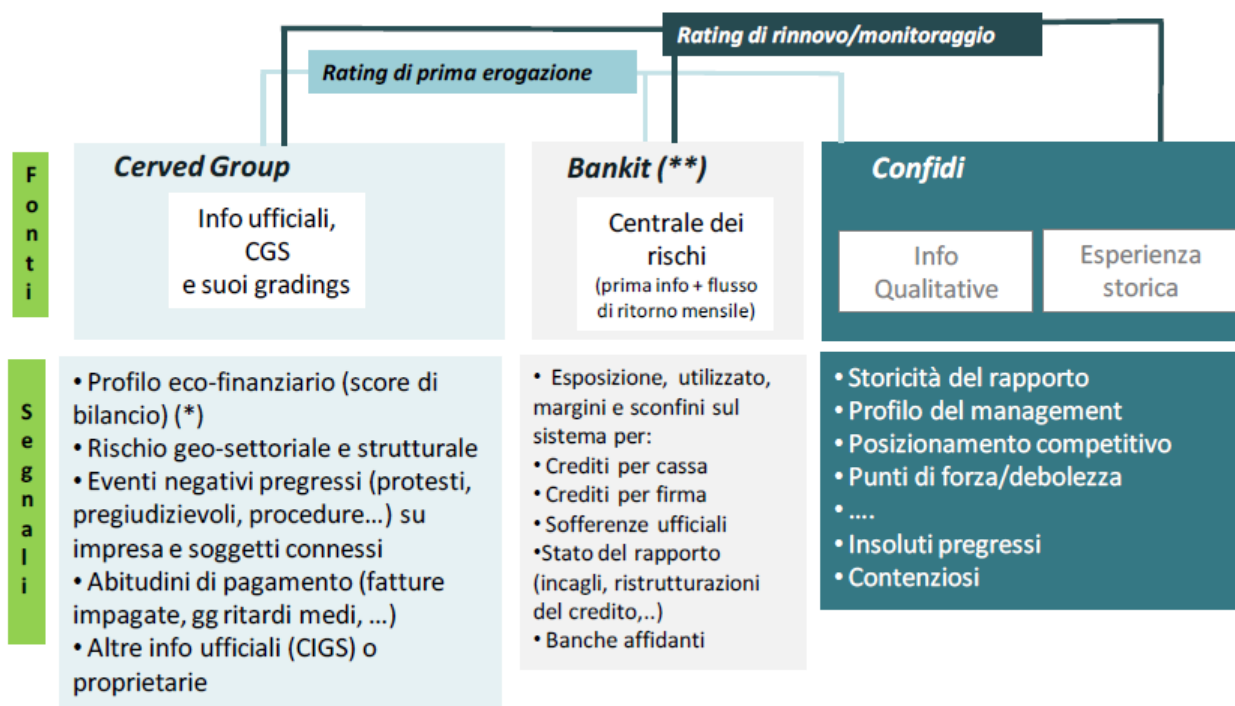 Rating di rinnovo/monitoraggio
Rating di prima erogazione
Fonti
Cerved Group
Info ufficiali,
CGS
e suoi gradings
Bankit (**)
Centrale dei
rischi
(prima info + flusso
di ritorno mensile)
Confidi
Info
Qualitative
Esperienza
storica
Segnali
• Profilo eco-finanziario (score di
bilancio) (*)
• Rischio geo-settoriale e strutturale
• Eventi negativi pregressi (protesti,
pregiudizievoli, procedure...) su
impresa e soggetti connessi
• Abitudini di pagamento (fatture
impagate, gg ritardi medi, ...)
• Altre info ufficiali (CIGS) o
proprietarie
• Esposizione, utilizzato,
margini e sconfini sul
sistema per:
• Crediti per cassa
• Crediti per firma
• Sofferenze ufficiali
•Stato del rapporto
(incagli, ristrutturazioni
del credito,..)
• Banche affidanti
• Storicità del rapporto
• Profilo del management
• Posizionamento competitivo
• Punti di forza/debolezza
• ....
• Insoluti pregressi
• Contenziosi